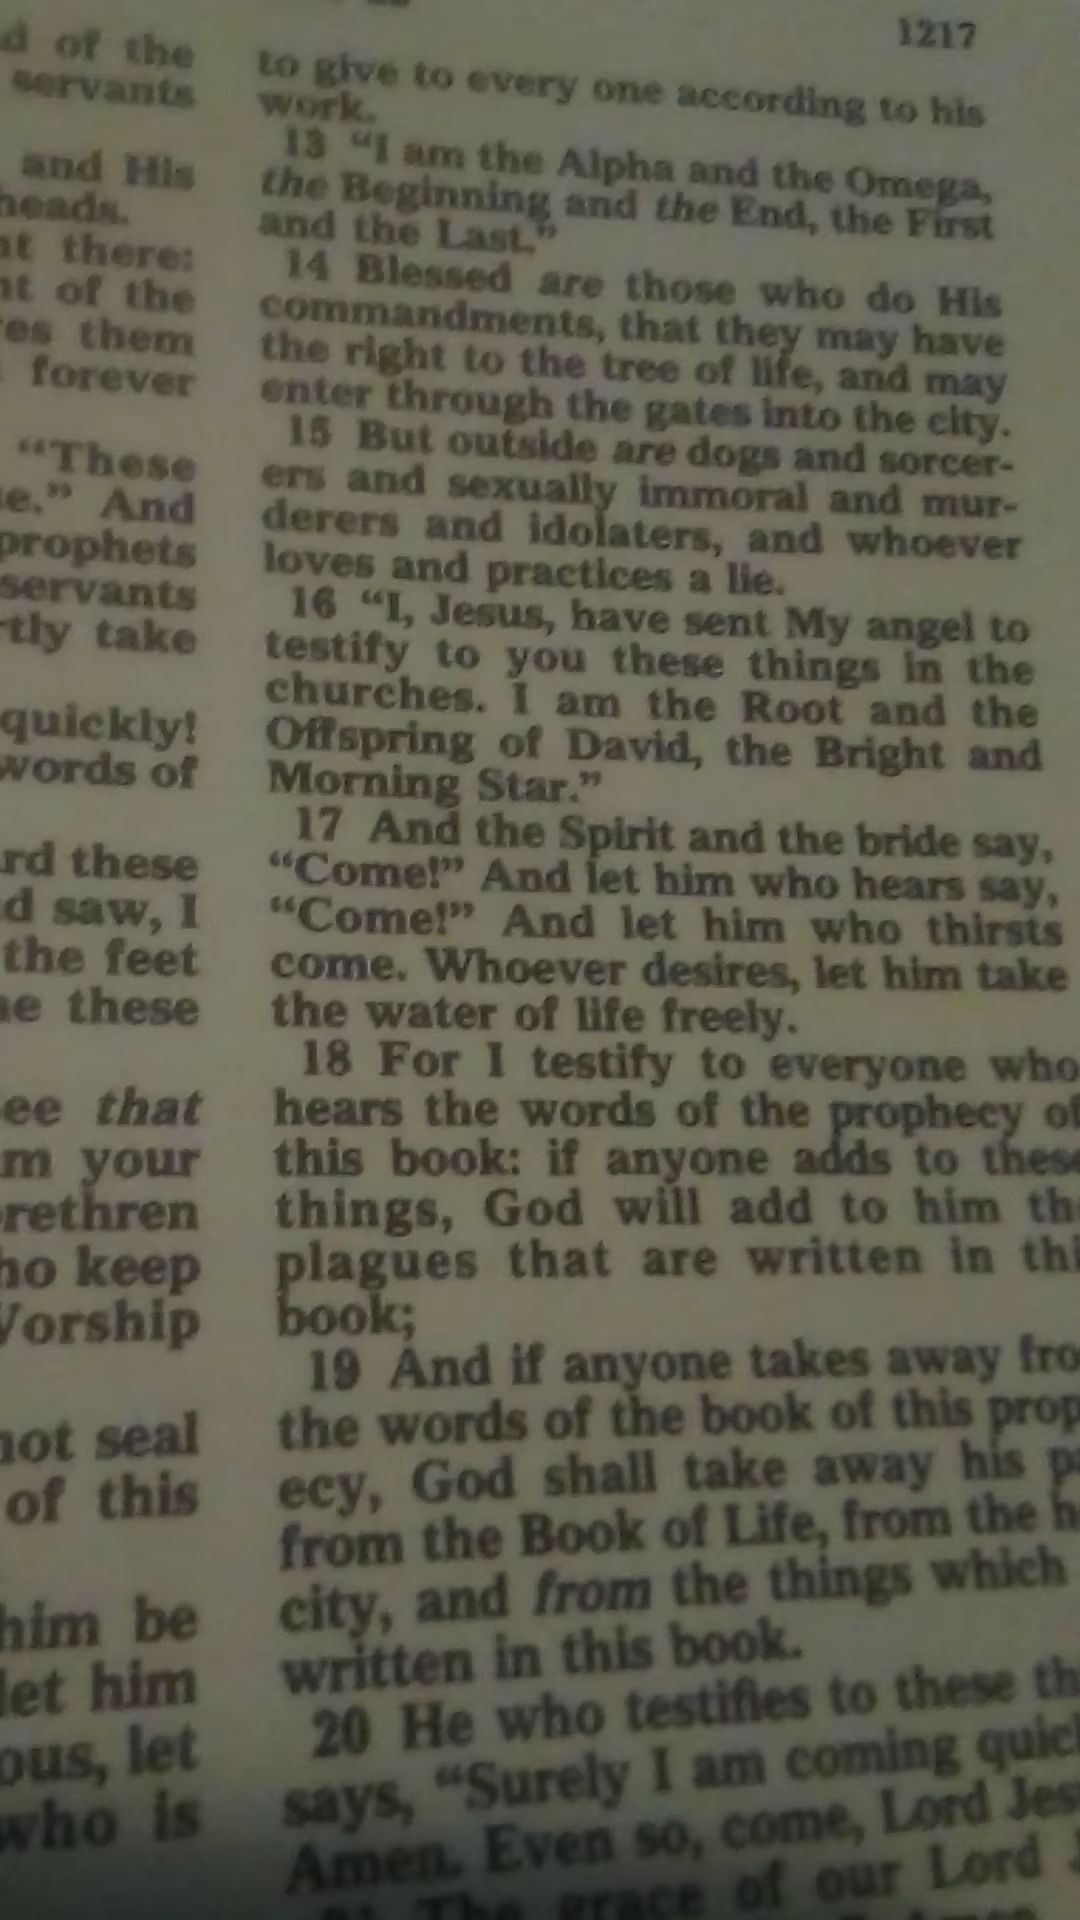 1217
d of the
servants
and His
heads.
nt there:
nt of the
es them
forever
"These
e." And
prophets
servants
tly take
quickly!
words of
rd these
d saw, I
the feet
e these
ee that
m your
rethren
ho keep
Worship
not seal
of this
him be
let him
ous, let
who is
to give to every one according to his
work.
13 "I am the Alpha and the Omega,
the Beginning and the End, the First
and the Last."
14 Blessed are those who do His
commandments, that they may have
the right to the tree of life, and may
enter through the gates into the city.
15 But outside are dogs and sorcer-
ers and sexually immoral and mur-
derers and idolaters, and whoever
loves and practices a lie.
16 "I, Jesus, have sent My angel to
testify to you these things in the
churches. I am the Root and the
Offspring of David, the Bright and
Morning Star."
17 And the Spirit and the bride say,
"Come!" And let him who hears say,
"Come!" And let him who thirsts
come. Whoever desires, let him take
the water of life freely.
18 For I testify to everyone who
hears the words of the prophecy of
this book: if anyone adds to these
things, God will add to him th
plagues that are written in thi
book;
19 And if anyone takes away fro
the words of the book of this prop
ecy, God shall take away his p
from the Book of Life, from the h
city, and from the things which
written in this book.
20 He who testifies to these th
says, "Surely I am coming quick
Amen. Even so, come, Lord Jes
The grace of our Lord